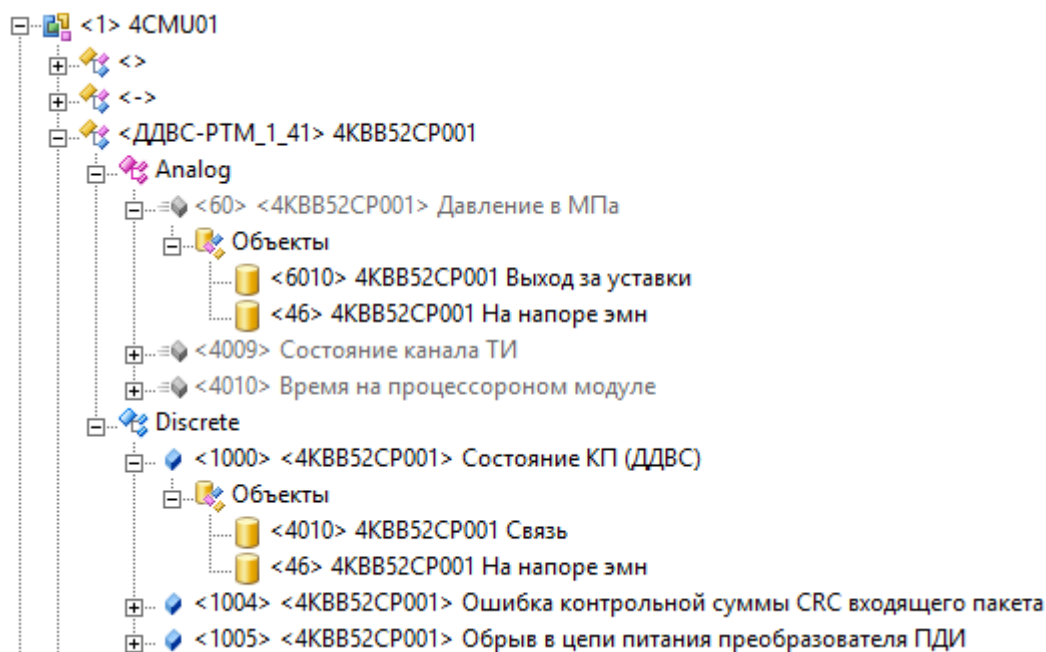 <1> 4CMU01
<>
<->
<ДДВС-РТМ_1_41> 4KBB52CP001
Analog
<60> <4KBB52CP001> Давление в МПа
Объекты
<6010> 4KBB52CP001 Выход за уставки
<46> 4KBB52CP001 На напоре эмн
<4009> Состояние канала ТИ
<4010> Время на процессороном модуле
Discrete
<1000> <4KBB52CP001> Состояние КП (ДДВС)
Объекты
<4010> 4KBB52CP001 Связь
<46> 4KBB52CP001 На напоре эмн
<1004> <4KBB52CP001> Ошибка контрольной суммы CRC входящего пакета
<1005> <4KBB52CP001> Обрыв в цепи питания преобразователя ПДИ